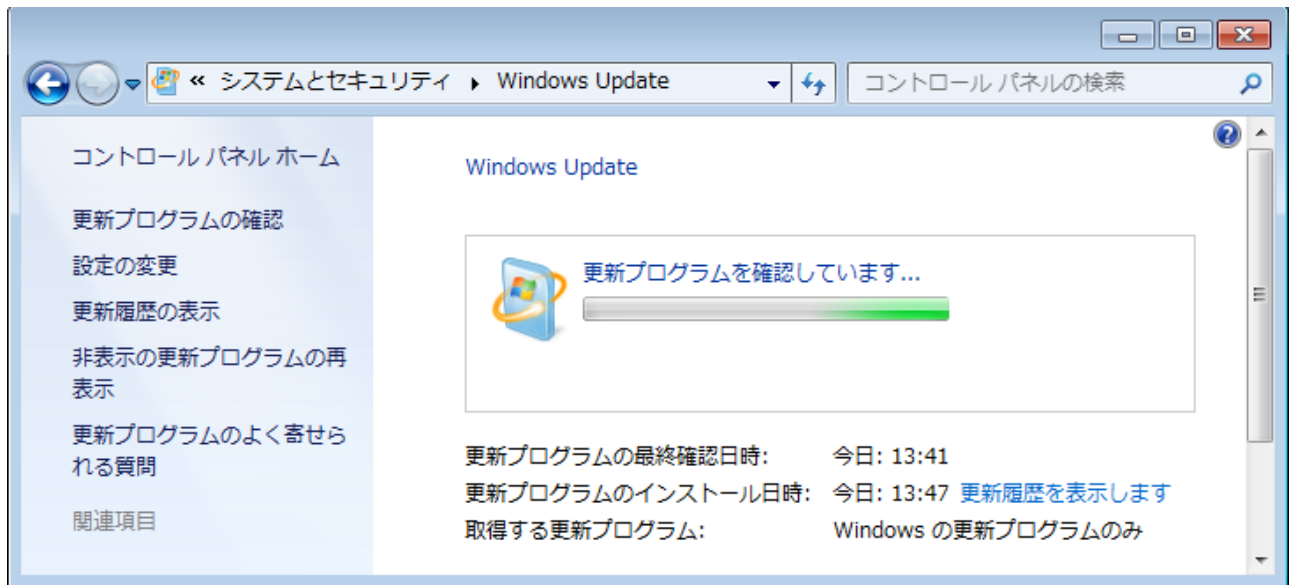 « システムとセキュリティ ▸ Windows Update
コントロール パネルの検索
コントロール パネル ホーム
更新プログラムの確認
設定の変更
更新履歴の表示
非表示の更新プログラムの再
表示
更新プログラムのよく寄せら
れる質問
関連項目
Windows Update
更新プログラムを確認しています...
更新プログラムの最終確認日時: 今日: 13:41
更新プログラムのインストール日時: 今日: 13:47 更新履歴を表示します
取得する更新プログラム: Windows の更新プログラムのみ